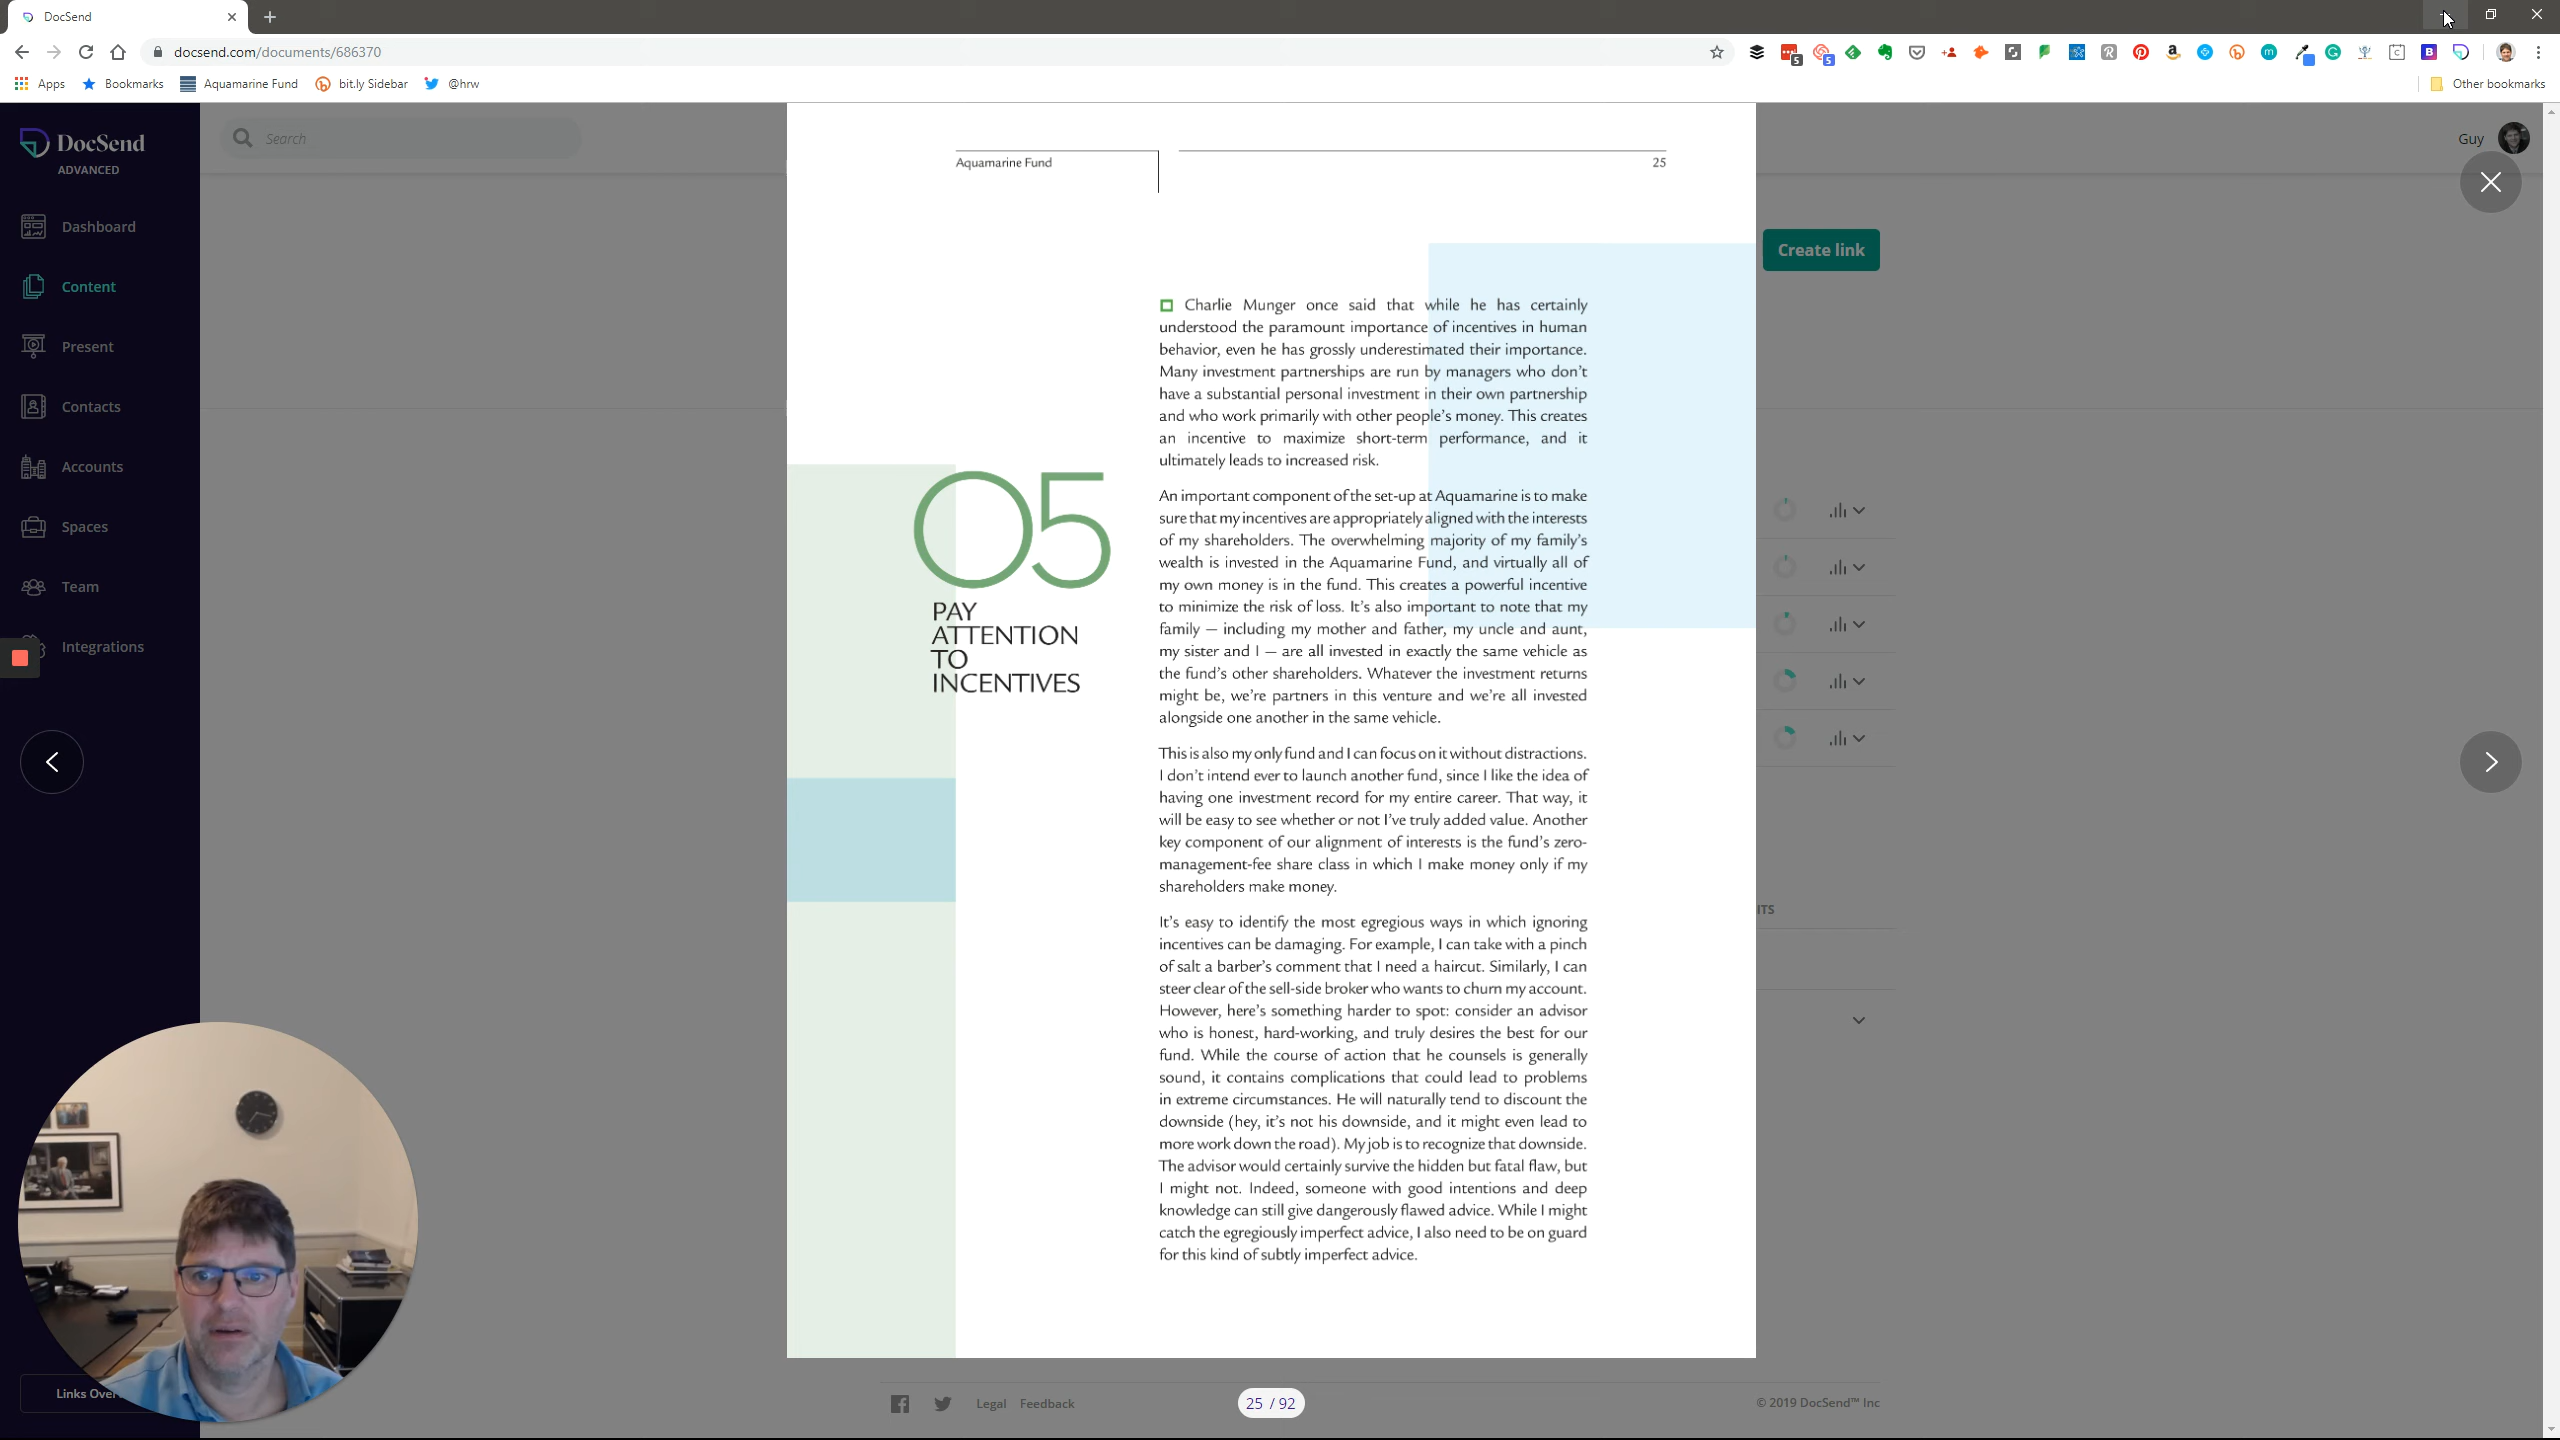 DocSend
docsend.com/documents/686370
5
5
Apps
Bookmarks
Aquamarine Fund
bit.ly Sidebar
@hrw
Other bookmarks
DocSend
ADVANCED
Search
Guy
Dashboard
Content
Present
Contacts
Accounts
Spaces
Team
Integrations
Create link
Aquamarine Fund
25
05
PAY
ATTENTION
TO
INCENTIVES
Charlie Munger once said that while he has certainly
understood the paramount importance of incentives in human
behavior, even he has grossly underestimated their importance.
Many investment partnerships are run by managers who don't
have a substantial personal investment in their own partnership
and who work primarily with other people's money. This creates
an incentive to maximize short-term performance, and it
ultimately leads to increased risk.
An important component of the set-up at Aquamarine is to make
sure that my incentives are appropriately aligned with the interests
of my shareholders. The overwhelming majority of my family's
wealth is invested in the Aquamarine Fund, and virtually all of
my own money is in the fund. This creates a powerful incentive
to minimize the risk of loss. It's also important to note that my
family — including my mother and father, my uncle and aunt,
my sister and I — are all invested in exactly the same vehicle as
the fund's other shareholders. Whatever the investment returns
might be, we're partners in this venture and we're all invested
alongside one another in the same vehicle.
This is also my only fund and I can focus on it without distractions.
I don't intend ever to launch another fund, since I like the idea of
having one investment record for my entire career. That way, it
will be easy to see whether or not I've truly added value. Another
key component of our alignment of interests is the fund's zero-
management-fee share class in which I make money only if my
shareholders make money.
It's easy to identify the most egregious ways in which ignoring
incentives can be damaging. For example, I can take with a pinch
of salt a barber's comment that I need a haircut. Similarly, I can
steer clear of the sell-side broker who wants to churn my account.
However, here's something harder to spot: consider an advisor
who is honest, hard-working, and truly desires the best for our
fund. While the course of action that he counsels is generally
sound, it contains complications that could lead to problems
in extreme circumstances. He will naturally tend to discount the
downside (hey, it's not his downside, and it might even lead to
more work down the road). My job is to recognize that downside.
The advisor would certainly survive the hidden but fatal flaw, but
I might not. Indeed, someone with good intentions and deep
knowledge can still give dangerously flawed advice. While I might
catch the egregiously imperfect advice, I also need to be on guard
for this kind of subtly imperfect advice.
ITS
Links Ove
Legal
Feedback
25 / 92
© 2019 DocSend™ Inc